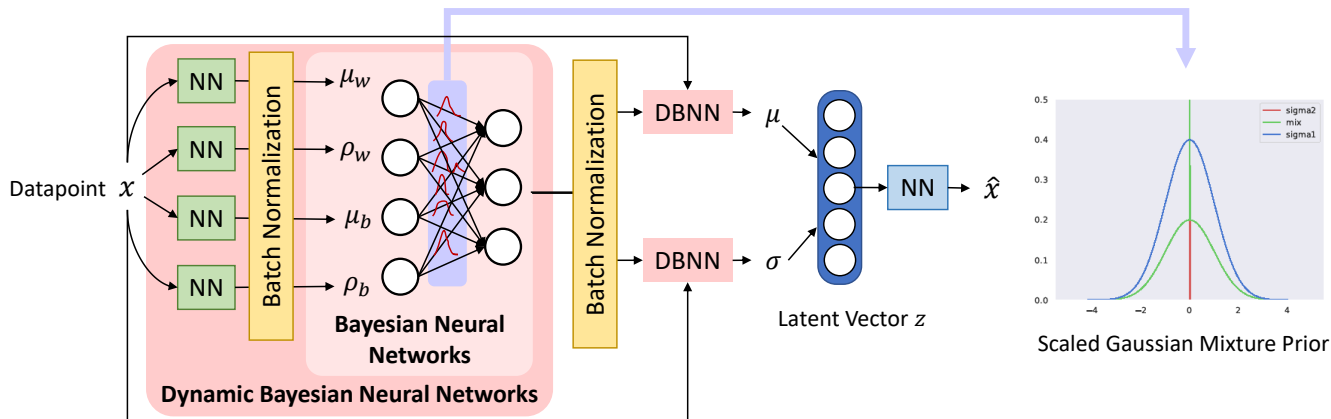 Datapoint x
NN
NN
NN
NN
Batch Normalization
μ_w
ρ_w
μ_b
ρ_b
Bayesian Neural
Networks
Dynamic Bayesian Neural Networks
Batch Normalization
DBNN
DBNN
μ
σ
Latent Vector z
NN
x̂
0.5
0.4
0.3
0.2
0.1
0.0
−4
−2
0
2
4
sigma2
mix
sigma1
Scaled Gaussian Mixture Prior